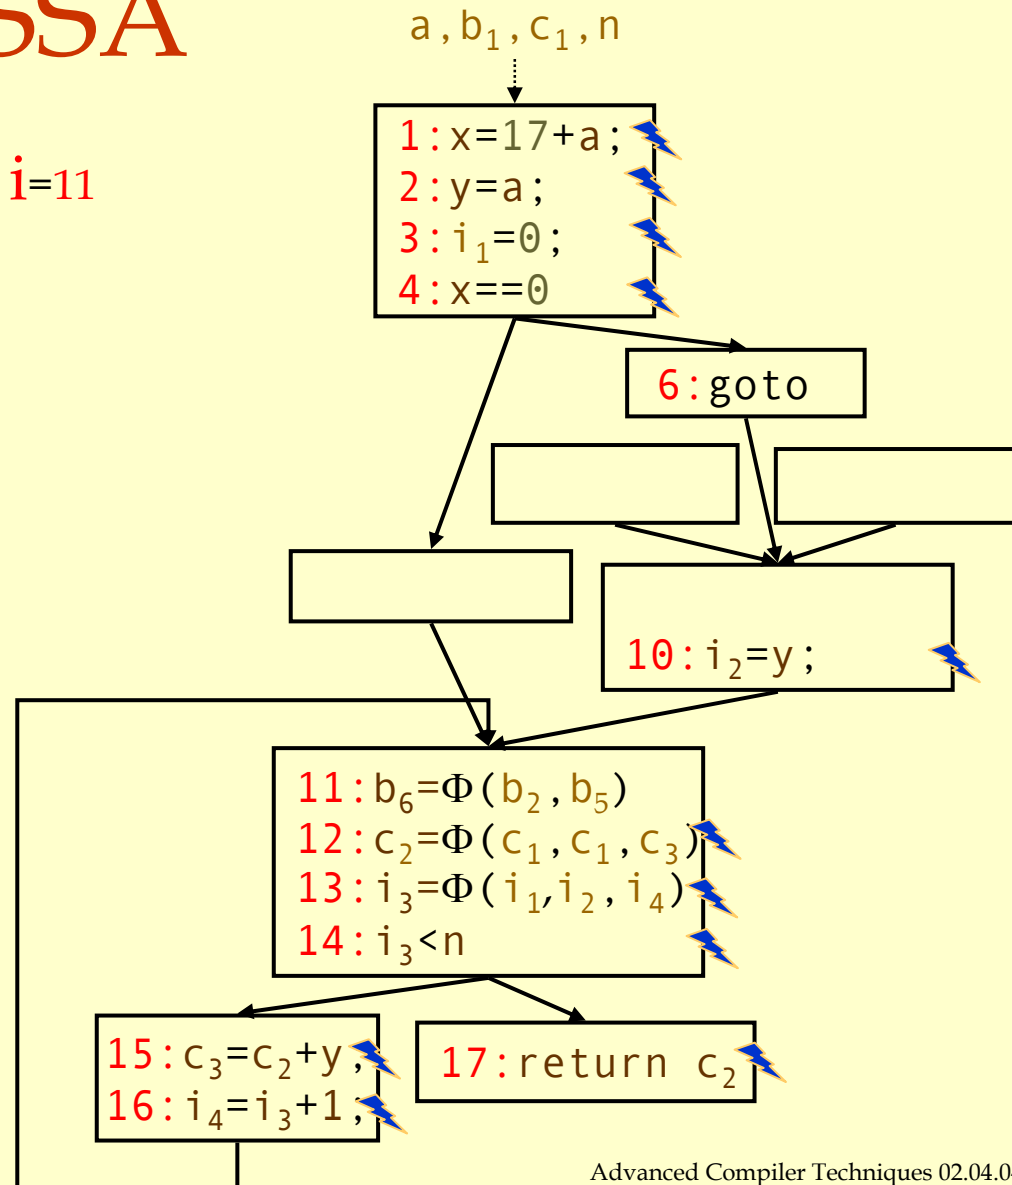 SSA
a,b₁,c₁,n
i=11
1:x=17+a;
2:y=a;
3:i₁=0;
4:x==0
6:goto
10:i₂=y;
11:b₆=Φ(b₂,b₅)
12:c₂=Φ(c₁,c₁,c₃)
13:i₃=Φ(i₁,i₂,i₄)
14:i₃<n
15:c₃=c₂+y;
16:i₄=i₃+1;
17:return c₂
Advanced Compiler Techniques 02.04.04